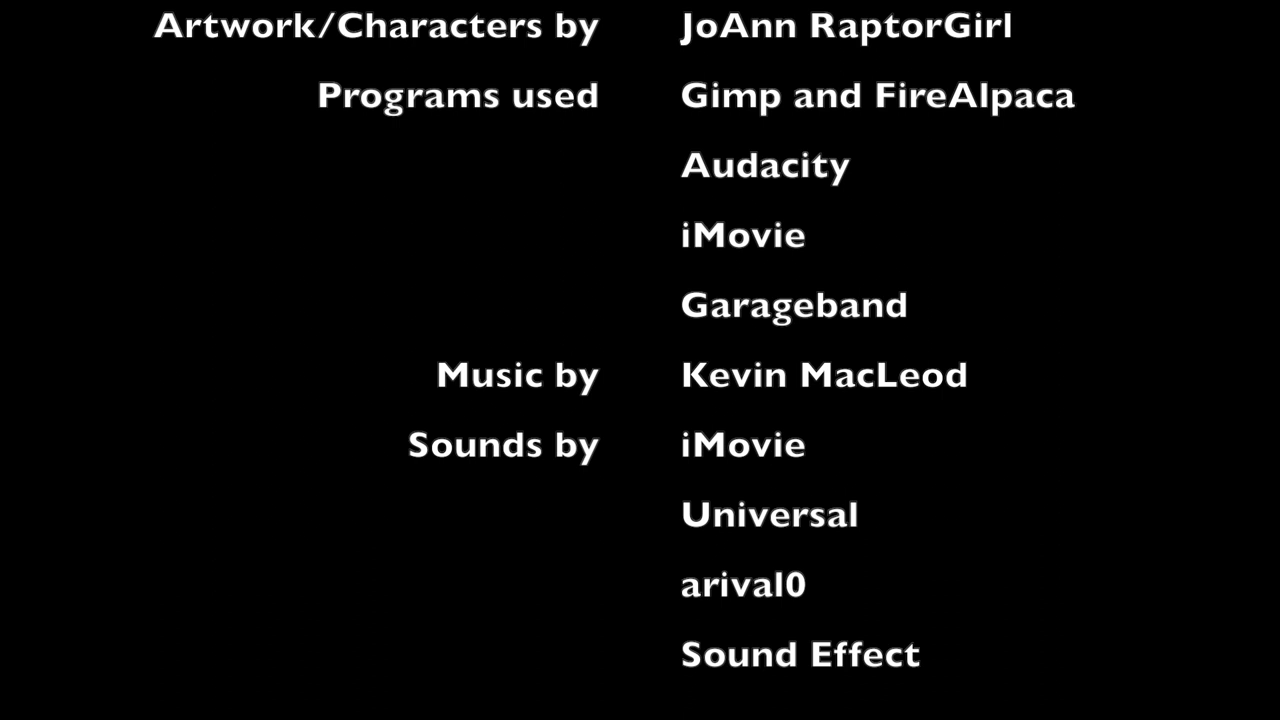 Artwork/Characters by JoAnn RaptorGirl
Programs used Gimp and FireAlpaca
Audacity
iMovie
Garageband
Music by Kevin MacLeod
Sounds by iMovie
Universal
arival0
Sound Effect